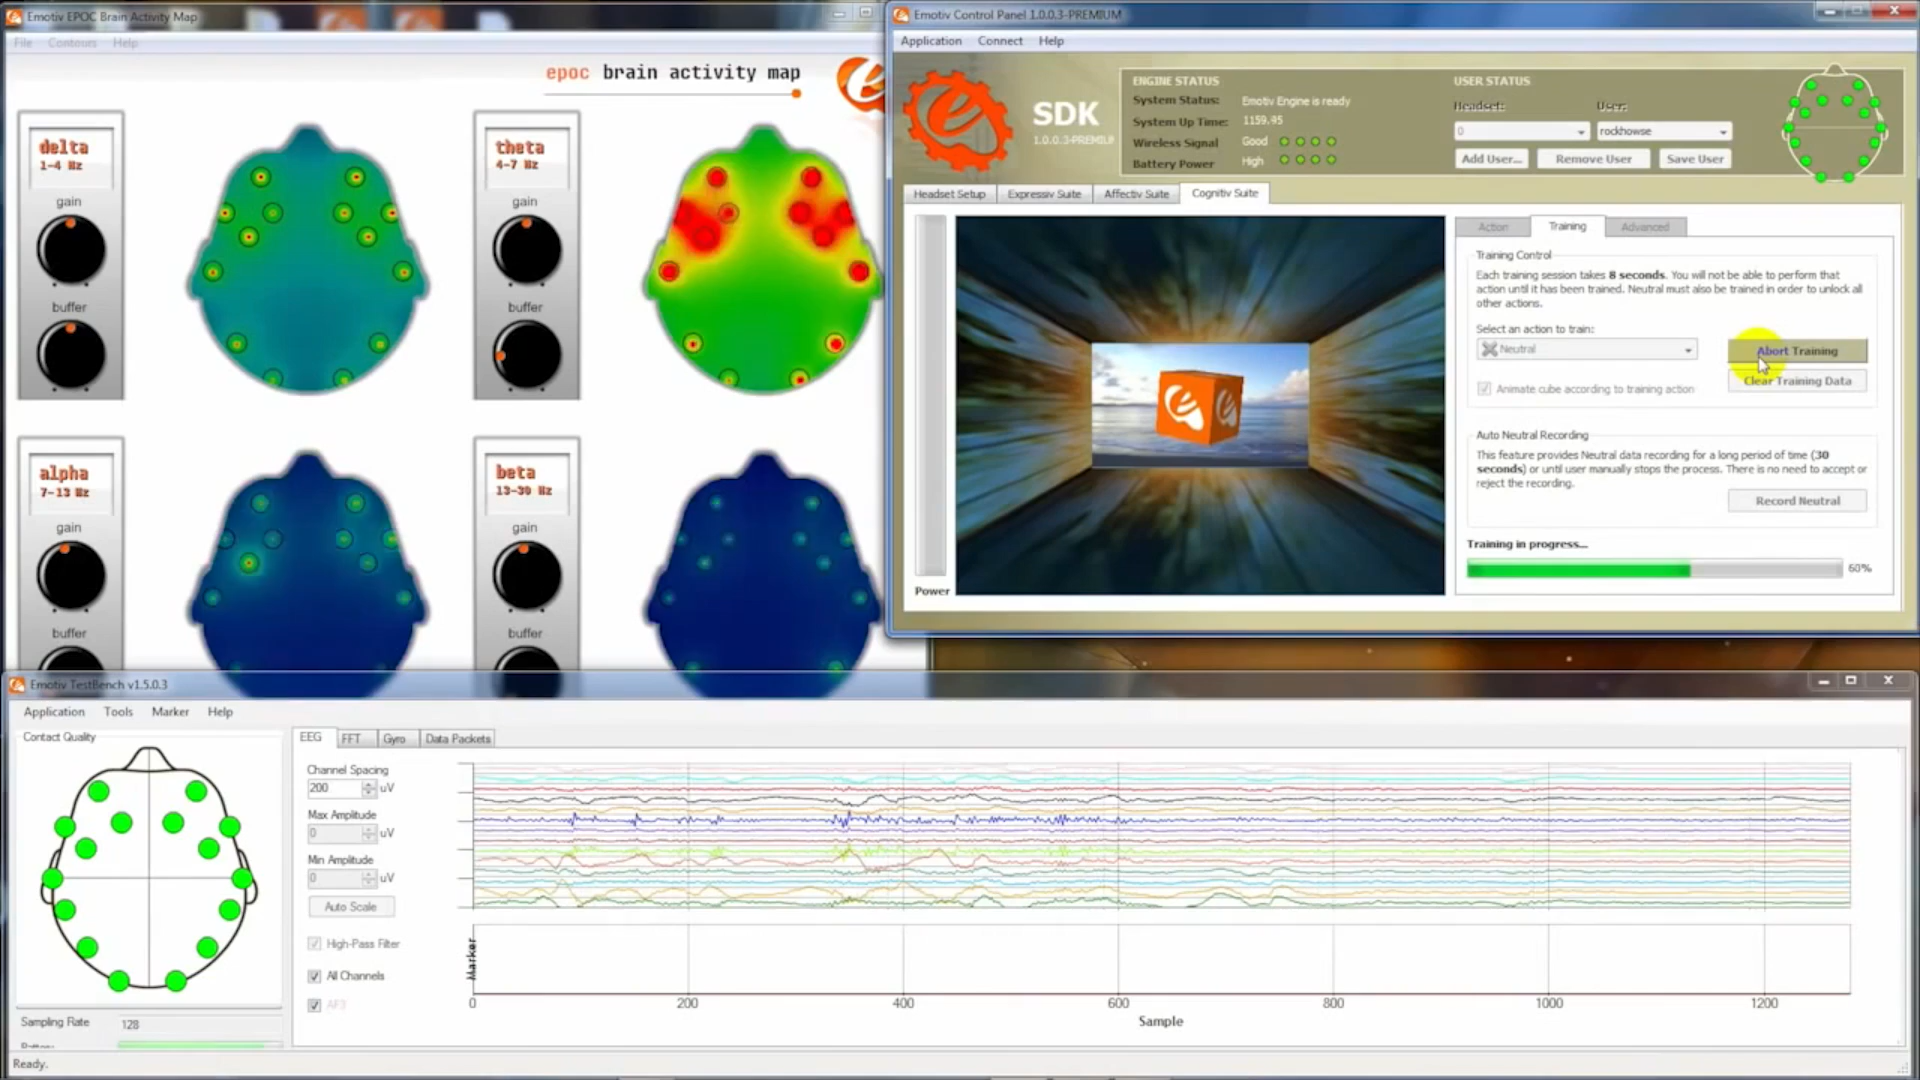 Emotiv EPOC Brain Activity Map
File Contours Help
epoc brain activity map
delta
1-4 Hz
gain
buffer
theta
4-7 Hz
gain
buffer
alpha
7-13 Hz
gain
buffer
beta
13-30 Hz
gain
buffer
Emotiv Control Panel 1.0.0.3-PREMIUM
Application Connect Help
SDK
ENGINE STATUS
System Status: Emotiv Engine is ready
System Up Time: 1159.95
Wireless Signal Good
Battery Power High
USER STATUS
Headset: User:
0 rockhowse
Add User... Remove User Save User
Headset Setup Expressiv Suite Affectiv Suite Cognitiv Suite
Power
Action Training Advanced
Training Control
Each training session takes 8 seconds. You will not be able to perform that
action until it has been trained. Neutral must also be trained in order to unlock all
other actions.
Select an action to train:
Neutral
Abort Training
Animate cube according to training action
Clear Training Data
Auto Neutral Recording
This feature provides Neutral data recording for a long period of time (30
seconds) or until user manually stops the process. There is no need to accept or
reject the recording.
Record Neutral
Training in progress...
60%
Emotiv TestBench v1.5.0.3
Application Tools Marker Help
Contact Quality
Sampling Rate 128
Ready.
EEG FFT Gyro Data Packets
Channel Spacing
200 uV
Max Amplitude
0 uV
Min Amplitude
0 uV
Auto Scale
High-Pass Filter
All Channels
AF3
Marker
0 200 400 600 800 1000 1200
Sample